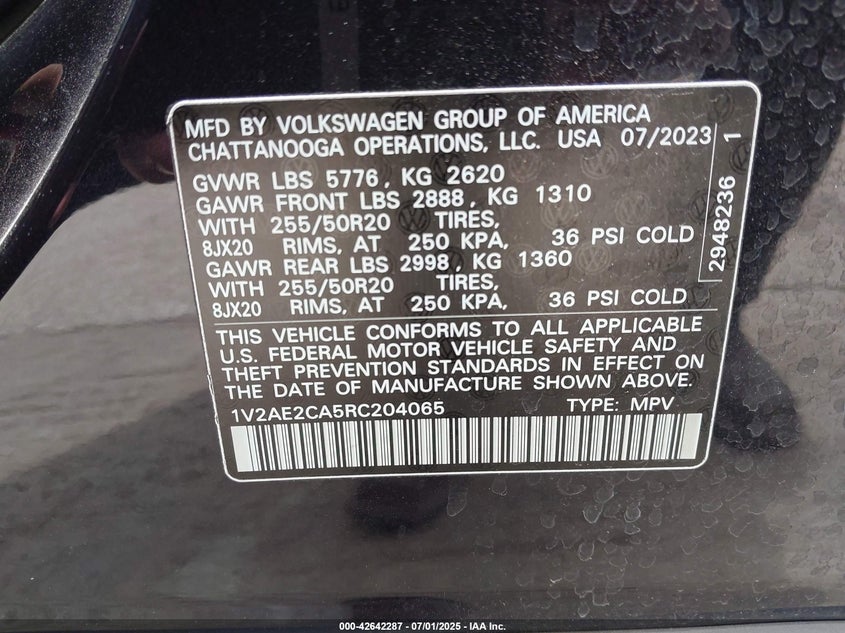 MFD BY VOLKSWAGEN GROUP OF AMERICA
CHATTANOOGA OPERATIONS, LLC. USA 07/2023
GVWR LBS 5776, KG 2620
GAWR FRONT LBS 2888, KG 1310
WITH 255/50R20 TIRES,
8JX20 RIMS, AT 250 KPA, 36 PSI COLD
GAWR REAR LBS 2998, KG 1360
WITH 255/50R20 TIRES,
8JX20 RIMS, AT 250 KPA, 36 PSI COLD
2948236 1
THIS VEHICLE CONFORMS TO ALL APPLICABLE
U.S. FEDERAL MOTOR VEHICLE SAFETY AND
THEFT PREVENTION STANDARDS IN EFFECT ON
THE DATE OF MANUFACTURE SHOWN ABOVE.
1V2AE2CA5RC204065 TYPE: MPV
000-42642287 - 07/01/2025 - IAA Inc.